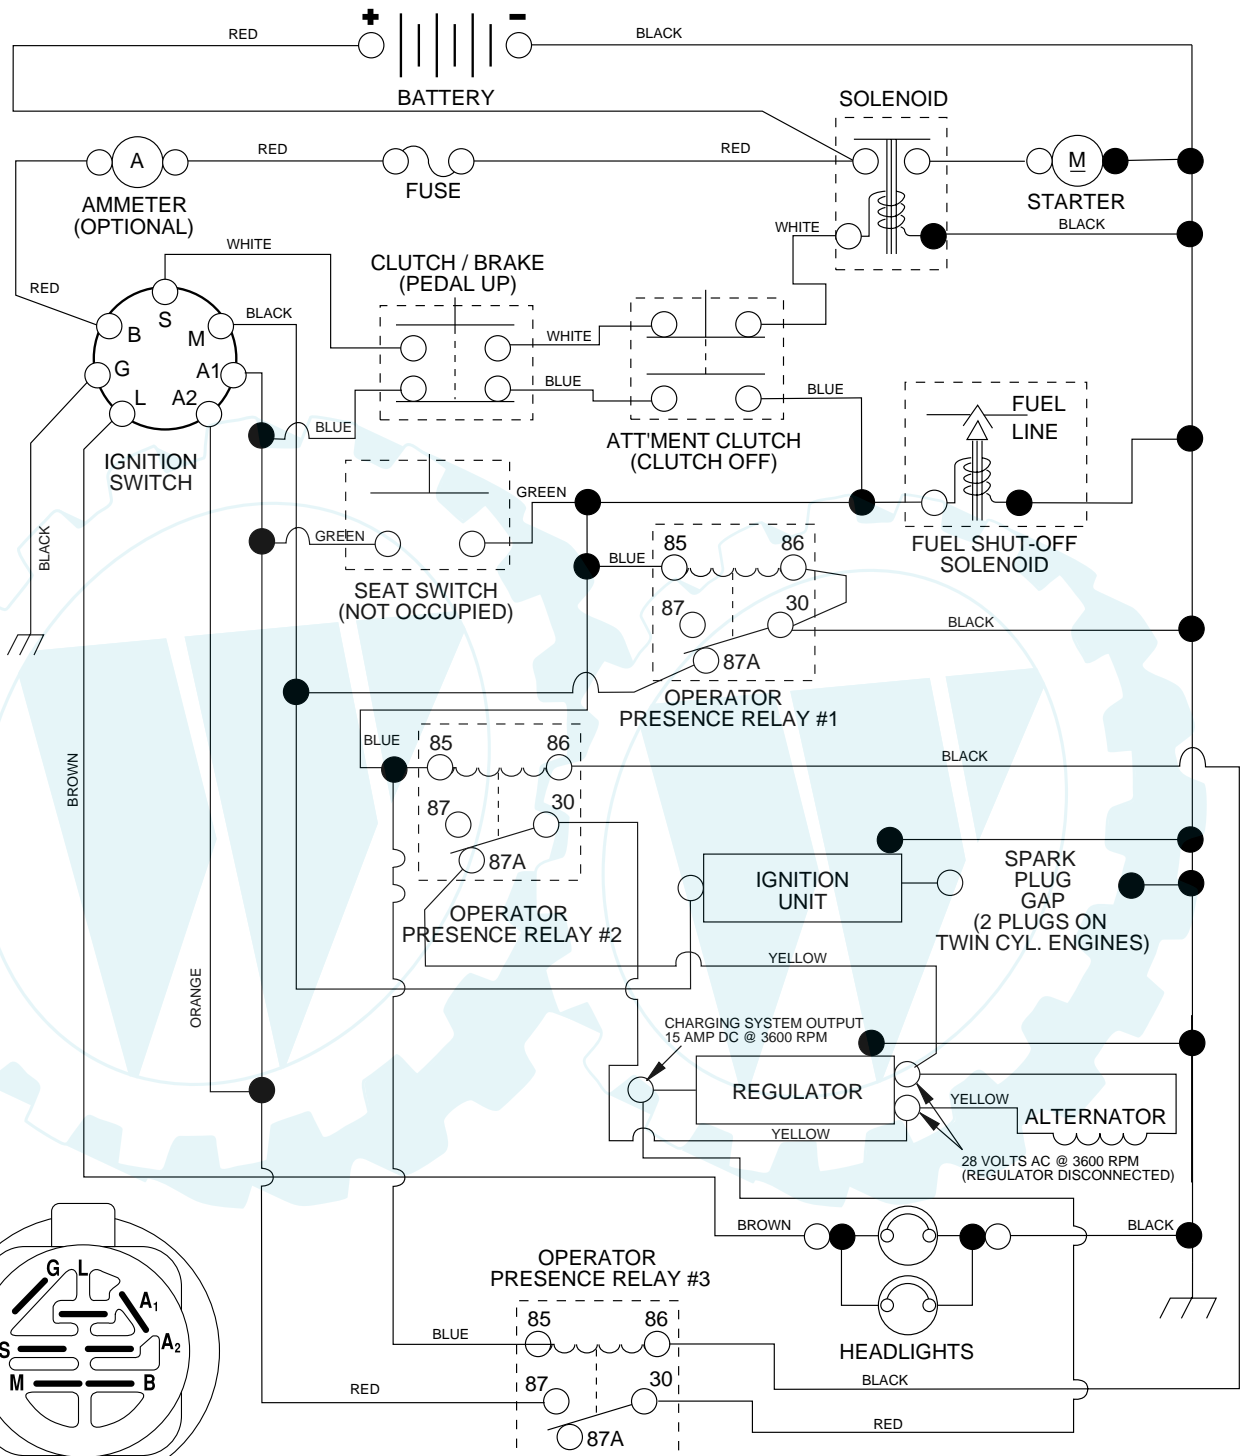 +
-
RED
BLACK
BATTERY
SOLENOID
A
RED
RED
FUSE
M
AMMETER
(OPTIONAL)
STARTER
BLACK
WHITE
WHITE
CLUTCH / BRAKE
(PEDAL UP)
RED
S
BLACK
B
M
WHITE
G
A1
L
A2
BLUE
BLUE
FUEL
LINE
BLUE
ATT'MENT CLUTCH
(CLUTCH OFF)
IGNITION
SWITCH
GREEN
BLACK
GREEN
85
86
FUEL SHUT-OFF
SOLENOID
BLUE
SEAT SWITCH
(NOT OCCUPIED)
87
30
BLACK
87A
OPERATOR
PRESENCE RELAY #1
BLUE
85
86
BLACK
BROWN
87
30
87A
IGNITION
UNIT
SPARK
PLUG
GAP
(2 PLUGS ON
TWIN CYL. ENGINES)
OPERATOR
PRESENCE RELAY #2
YELLOW
ORANGE
CHARGING SYSTEM OUTPUT
15 AMP DC @ 3600 RPM
REGULATOR
YELLOW
ALTERNATOR
YELLOW
28 VOLTS AC @ 3600 RPM
(REGULATOR DISCONNECTED)
BROWN
BLACK
OPERATOR
PRESENCE RELAY #3
G
L
A1
85
86
BLUE
S
A2
HEADLIGHTS
M
B
RED
87
30
BLACK
RED
87A